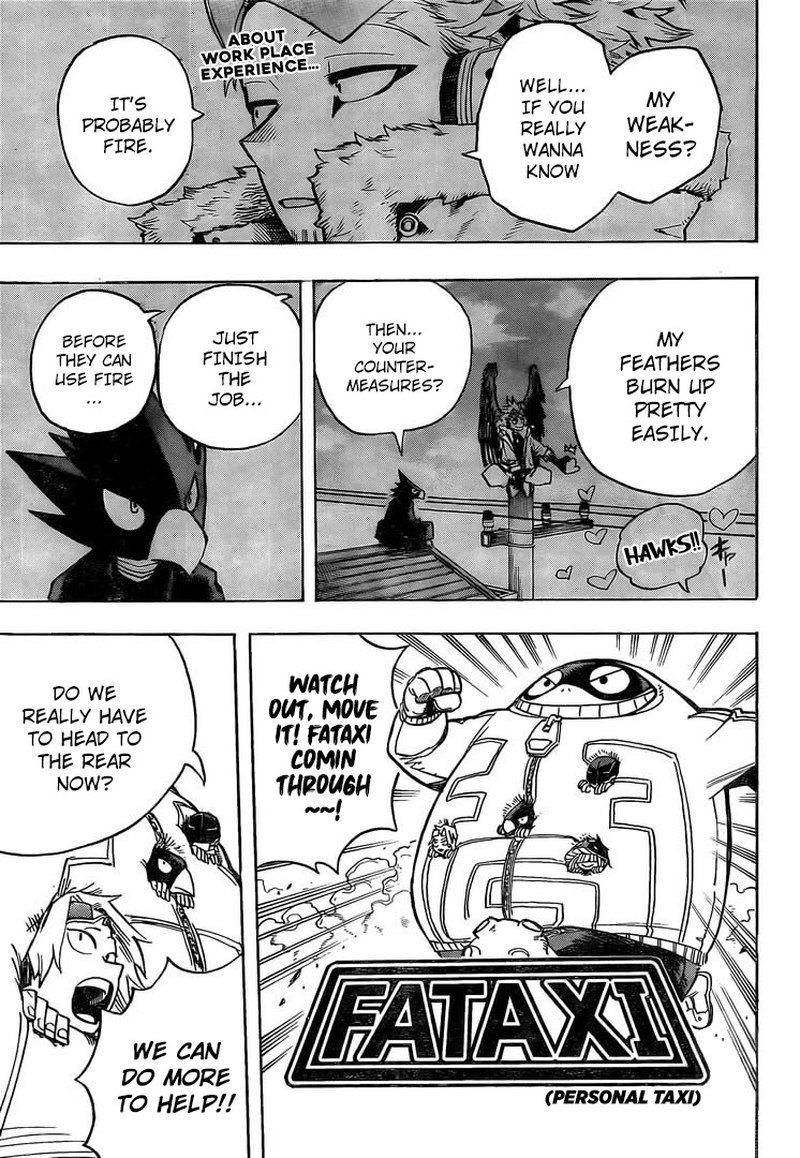 MY
WEAK-
NESS?
WELL...
IF YOU
REALLY
WANNA
KNOW
ABOUT
WORK PLACE
EXPERIENCE...
IT'S
PROBABLY
FIRE.
MY
FEATHERS
BURN UP
PRETTY
EASILY.
HAWKS!!
キャー
THEN...
YOUR
COUNTER-
MEASURES?
JUST
FINISH
THE
JOB...
BEFORE
THEY CAN
USE FIRE
...
WATCH
OUT, MOVE
IT! FATAXI
COMIN
THROUGH
~~!
FATAXI
(PERSONAL TAXI)
DO WE
REALLY HAVE
TO HEAD TO
THE REAR
NOW?
WE CAN
DO MORE
TO HELP!!